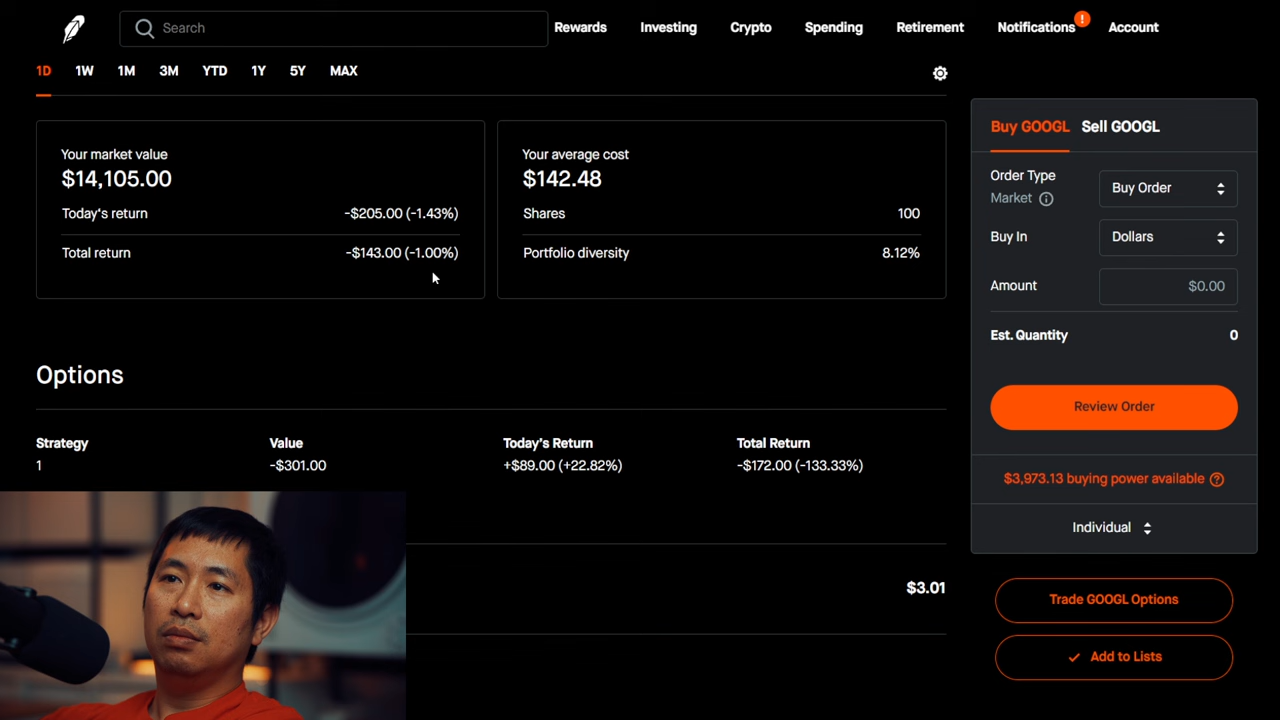 Search
Rewards
Investing
Crypto
Spending
Retirement
Notifications
!
Account
1D
1W
1M
3M
YTD
1Y
5Y
MAX
Your market value
$14,105.00
Today's return
-$205.00 (-1.43%)
Total return
-$143.00 (-1.00%)
Your average cost
$142.48
Shares
100
Portfolio diversity
8.12%
Buy GOOGL
Sell GOOGL
Order Type
Market
Buy Order
Buy In
Dollars
Amount
$0.00
Est. Quantity
0
Review Order
$3,973.13 buying power available
Individual
Trade GOOGL Options
Add to Lists
Options
Strategy
Value
Today's Return
Total Return
1
-$301.00
+$89.00 (+22.82%)
-$172.00 (-133.33%)
$3.01